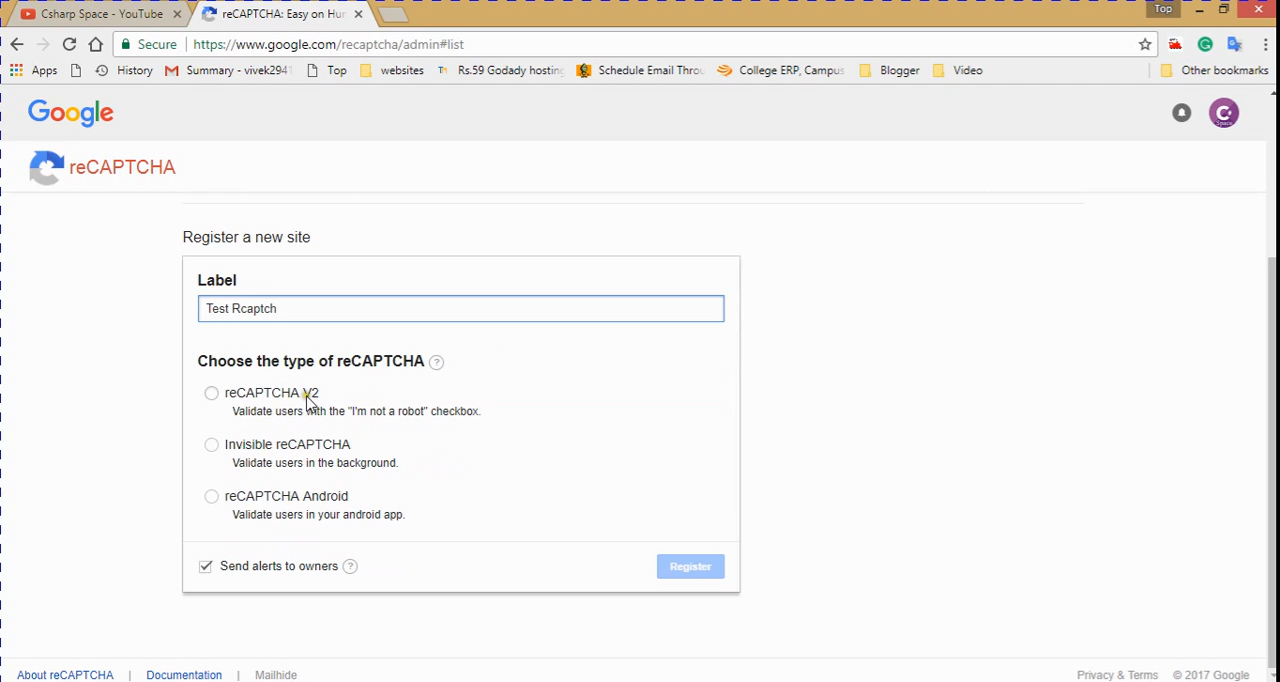 Csharp Space - YouTube
reCAPTCHA: Easy on Hur
Top
Secure
https://www.google.com/recaptcha/admin#list
Apps
History
Summary - vivek2941
Top
websites
Rs.59 Godady hosting
Schedule Email Throu
College ERP, Campus
Blogger
Video
Other bookmarks
Google
reCAPTCHA
Register a new site
Label
Test Rcaptch
Choose the type of reCAPTCHA ?
reCAPTCHA V2
Validate users with the "I'm not a robot" checkbox.
Invisible reCAPTCHA
Validate users in the background.
reCAPTCHA Android
Validate users in your android app.
Send alerts to owners ?
Register
About reCAPTCHA | Documentation | Mailhide
Privacy & Terms © 2017 Google